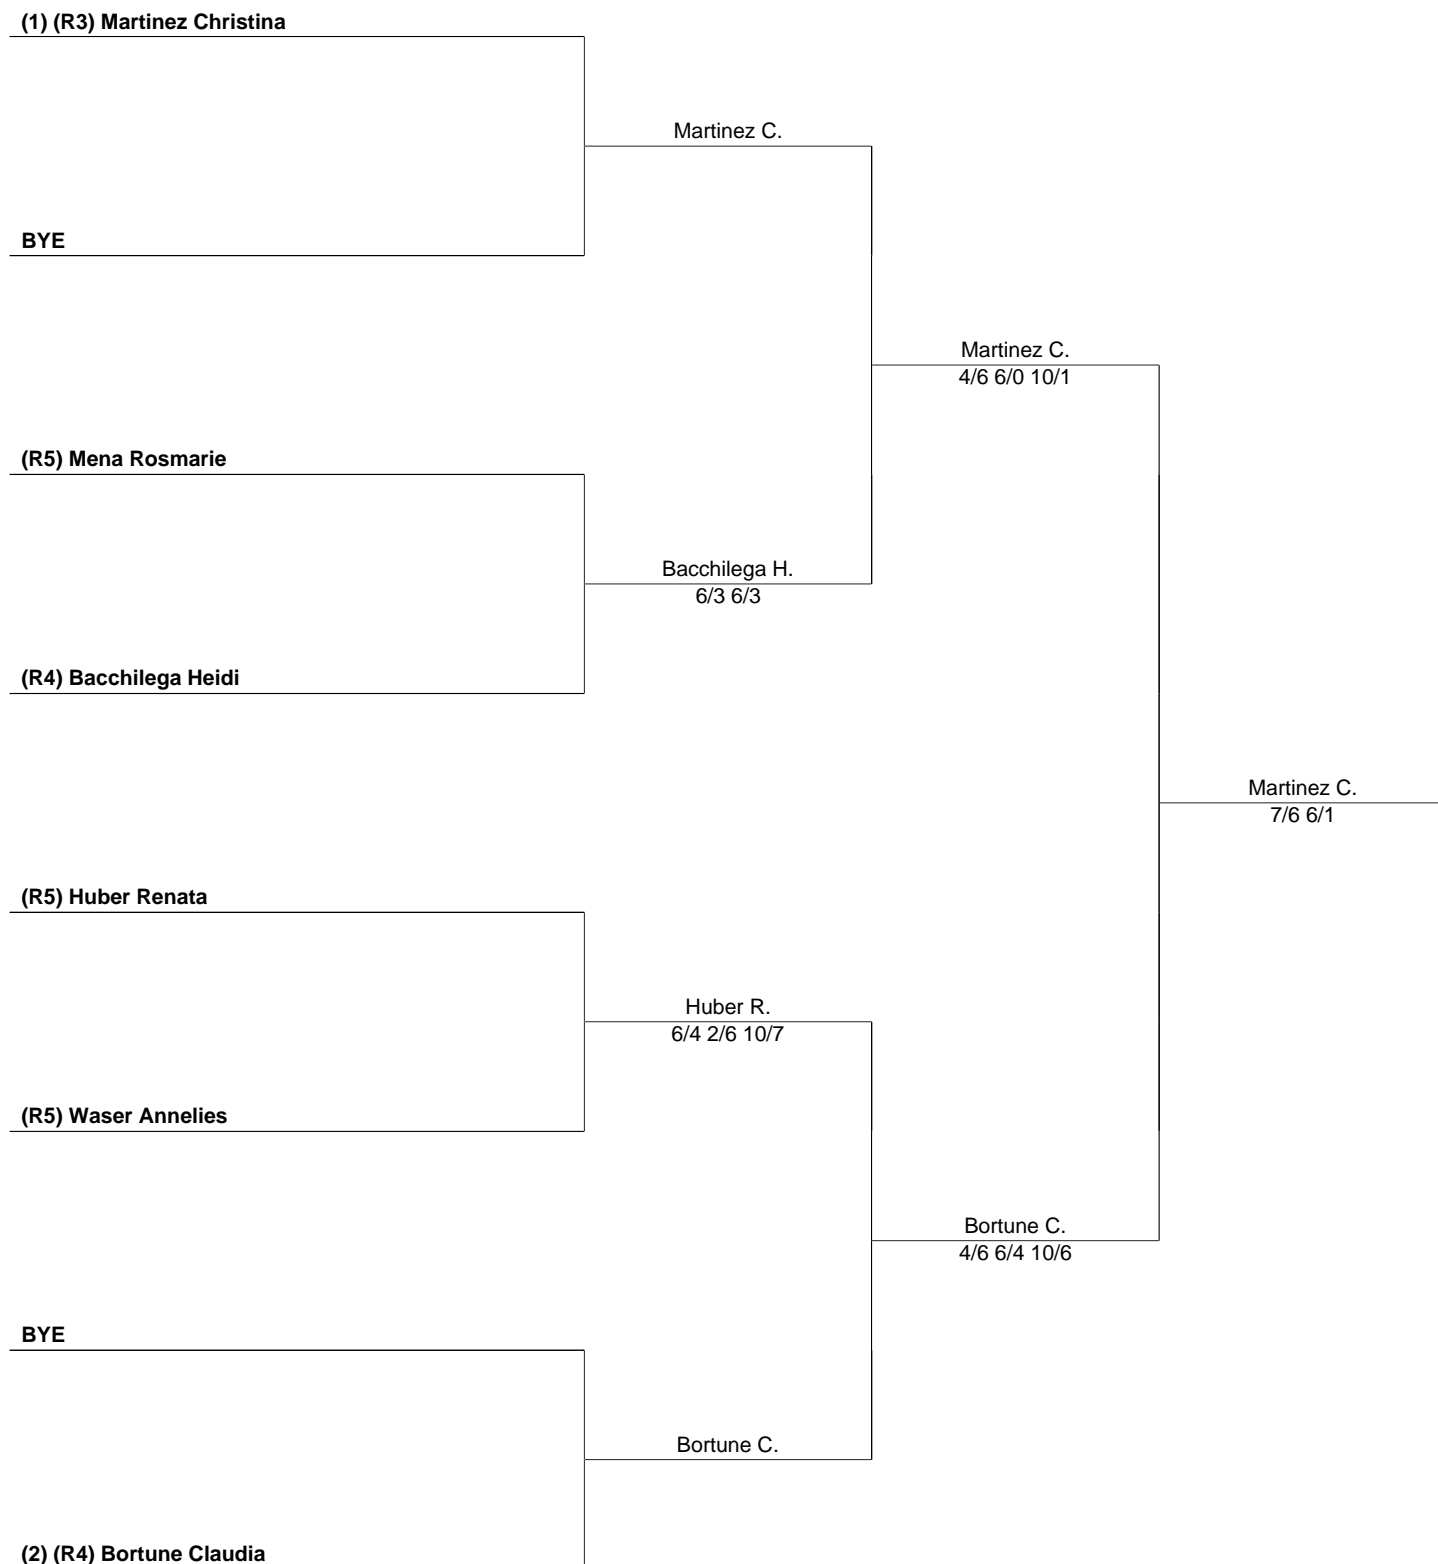 (1) (R3) Martinez Christina
Martinez C.
BYE
Martinez C.
4/6 6/0 10/1
(R5) Mena Rosmarie
Bacchilega H.
6/3 6/3
(R4) Bacchilega Heidi
Martinez C.
7/6 6/1
(R5) Huber Renata
Huber R.
6/4 2/6 10/7
(R5) Waser Annelies
Bortune C.
4/6 6/4 10/6
BYE
Bortune C.
(2) (R4) Bortune Claudia